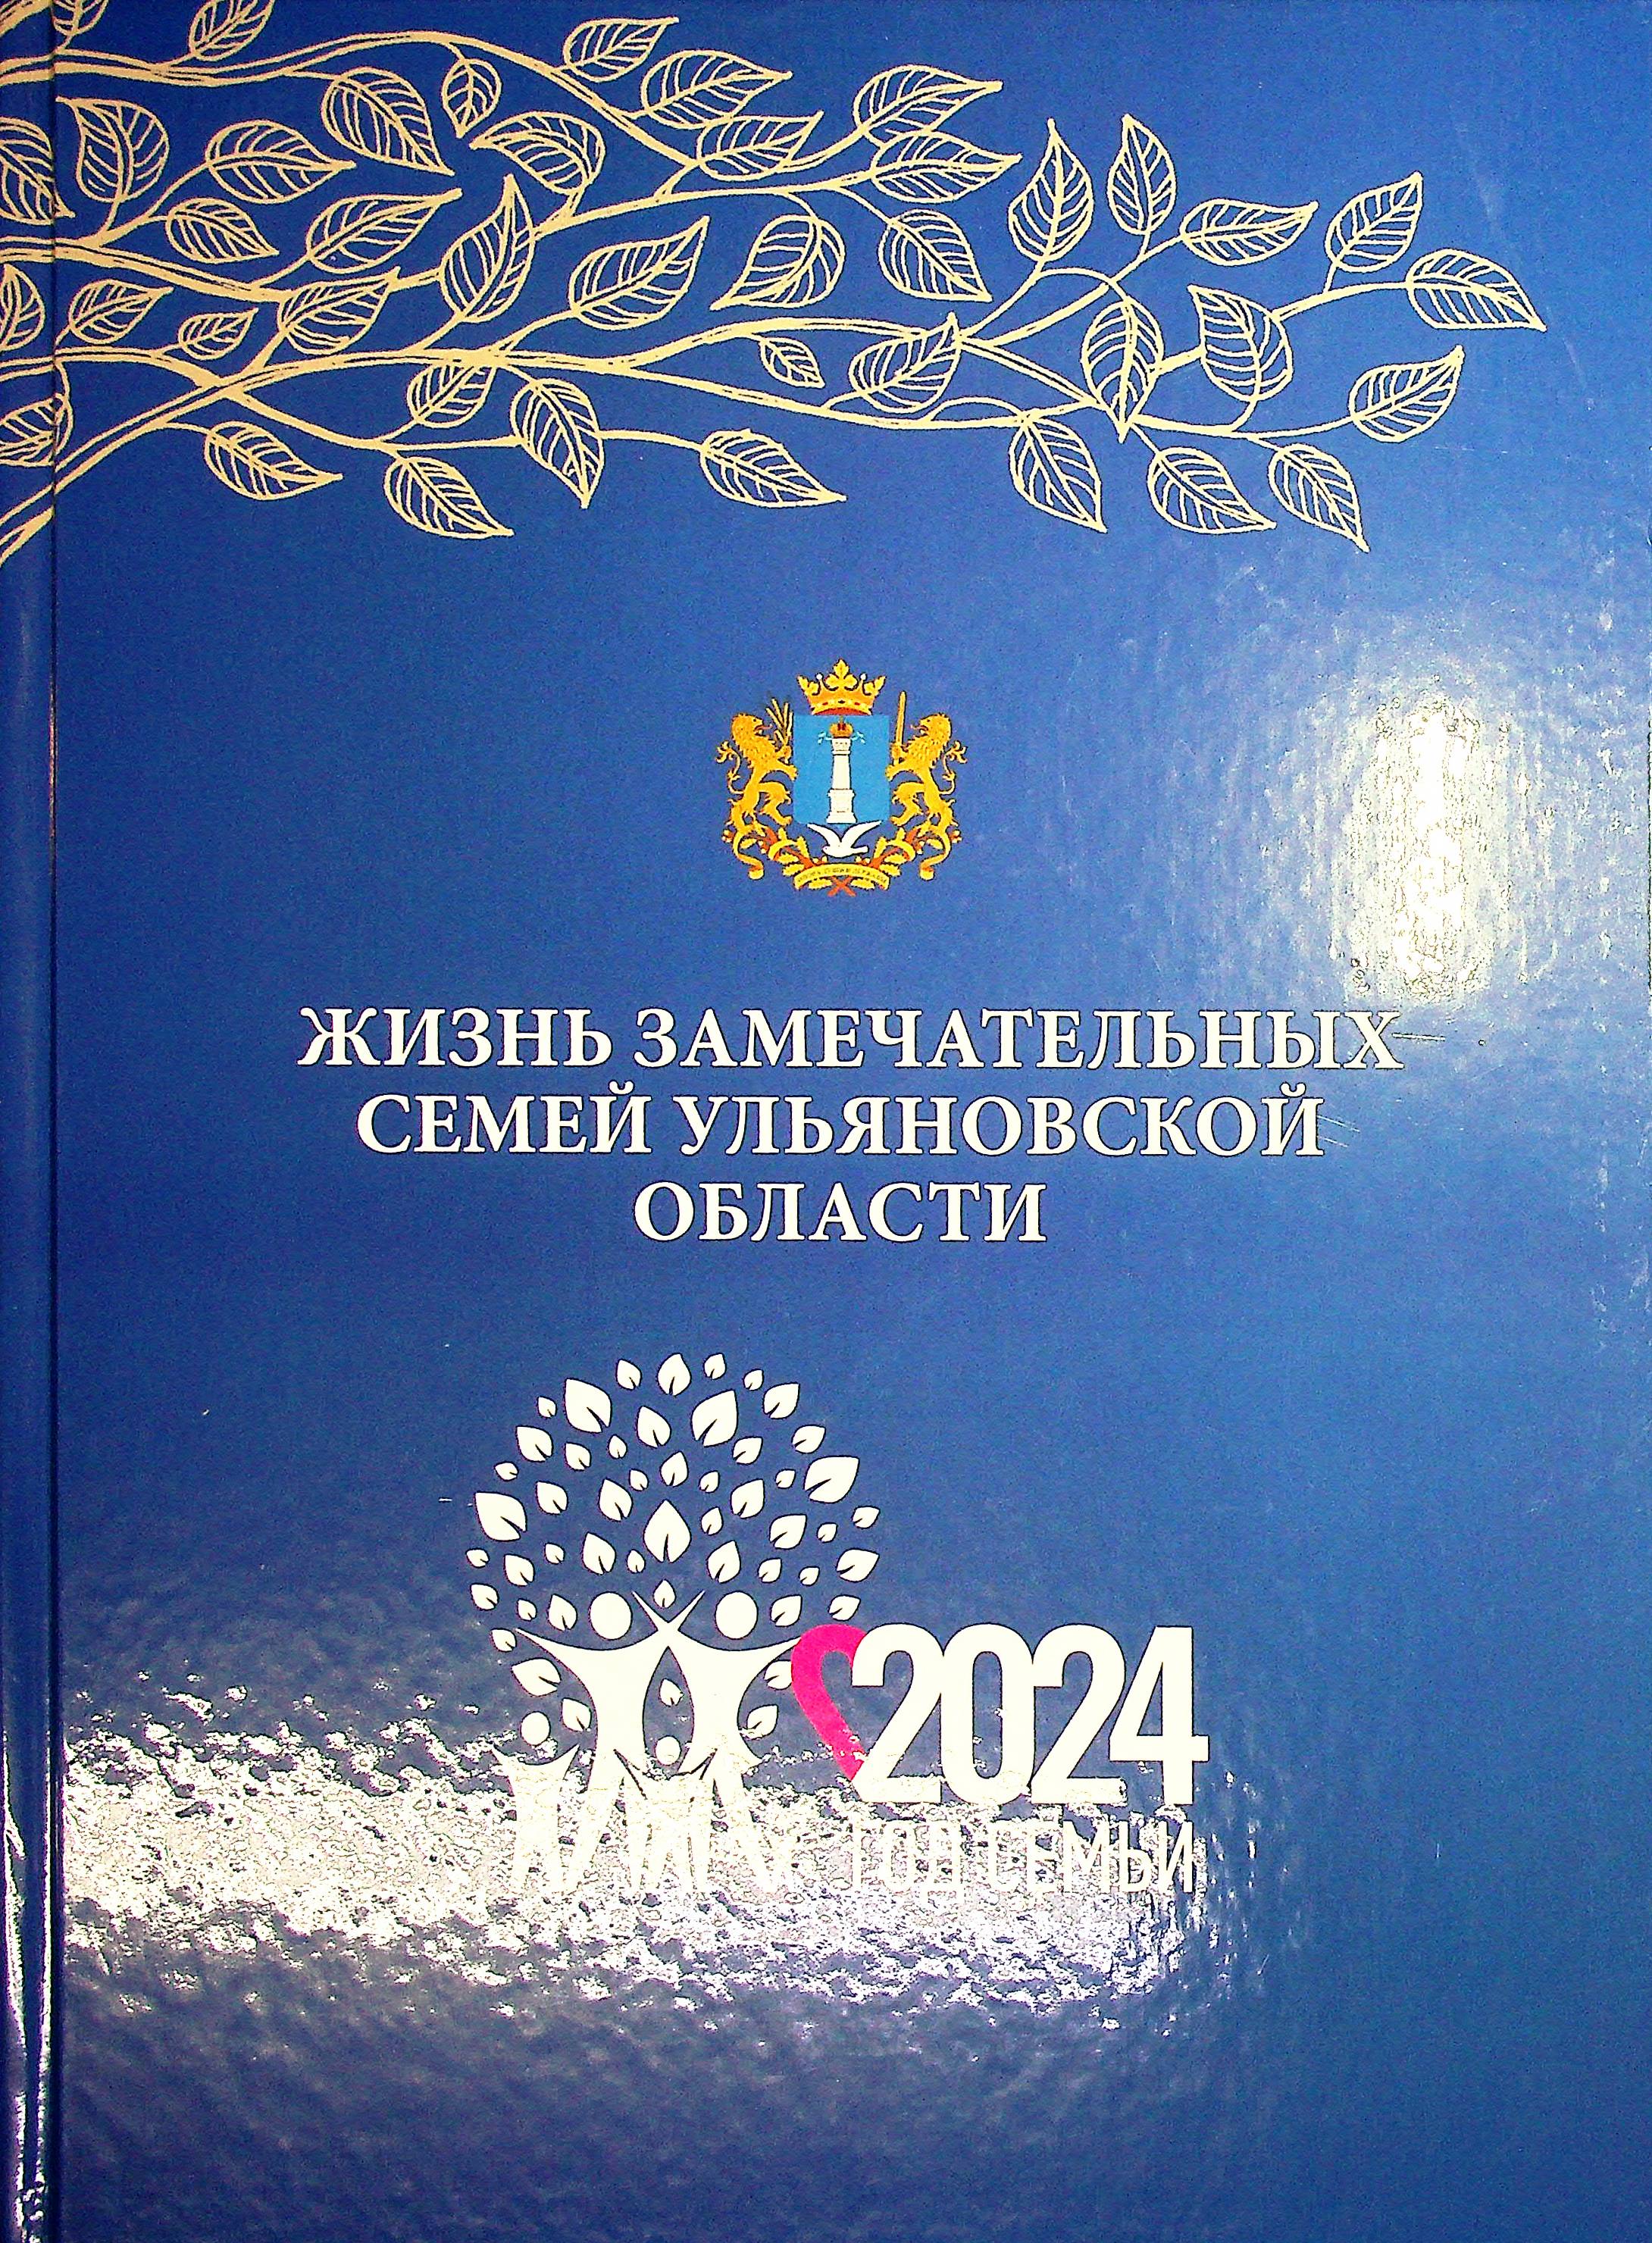 ЖИЗНЬ ЗАМЕЧАТЕЛЬНЫХ
СЕМЕЙ УЛЬЯНОВСКОЙ
ОБЛАСТИ
2024
ГОД СЕМЬИ